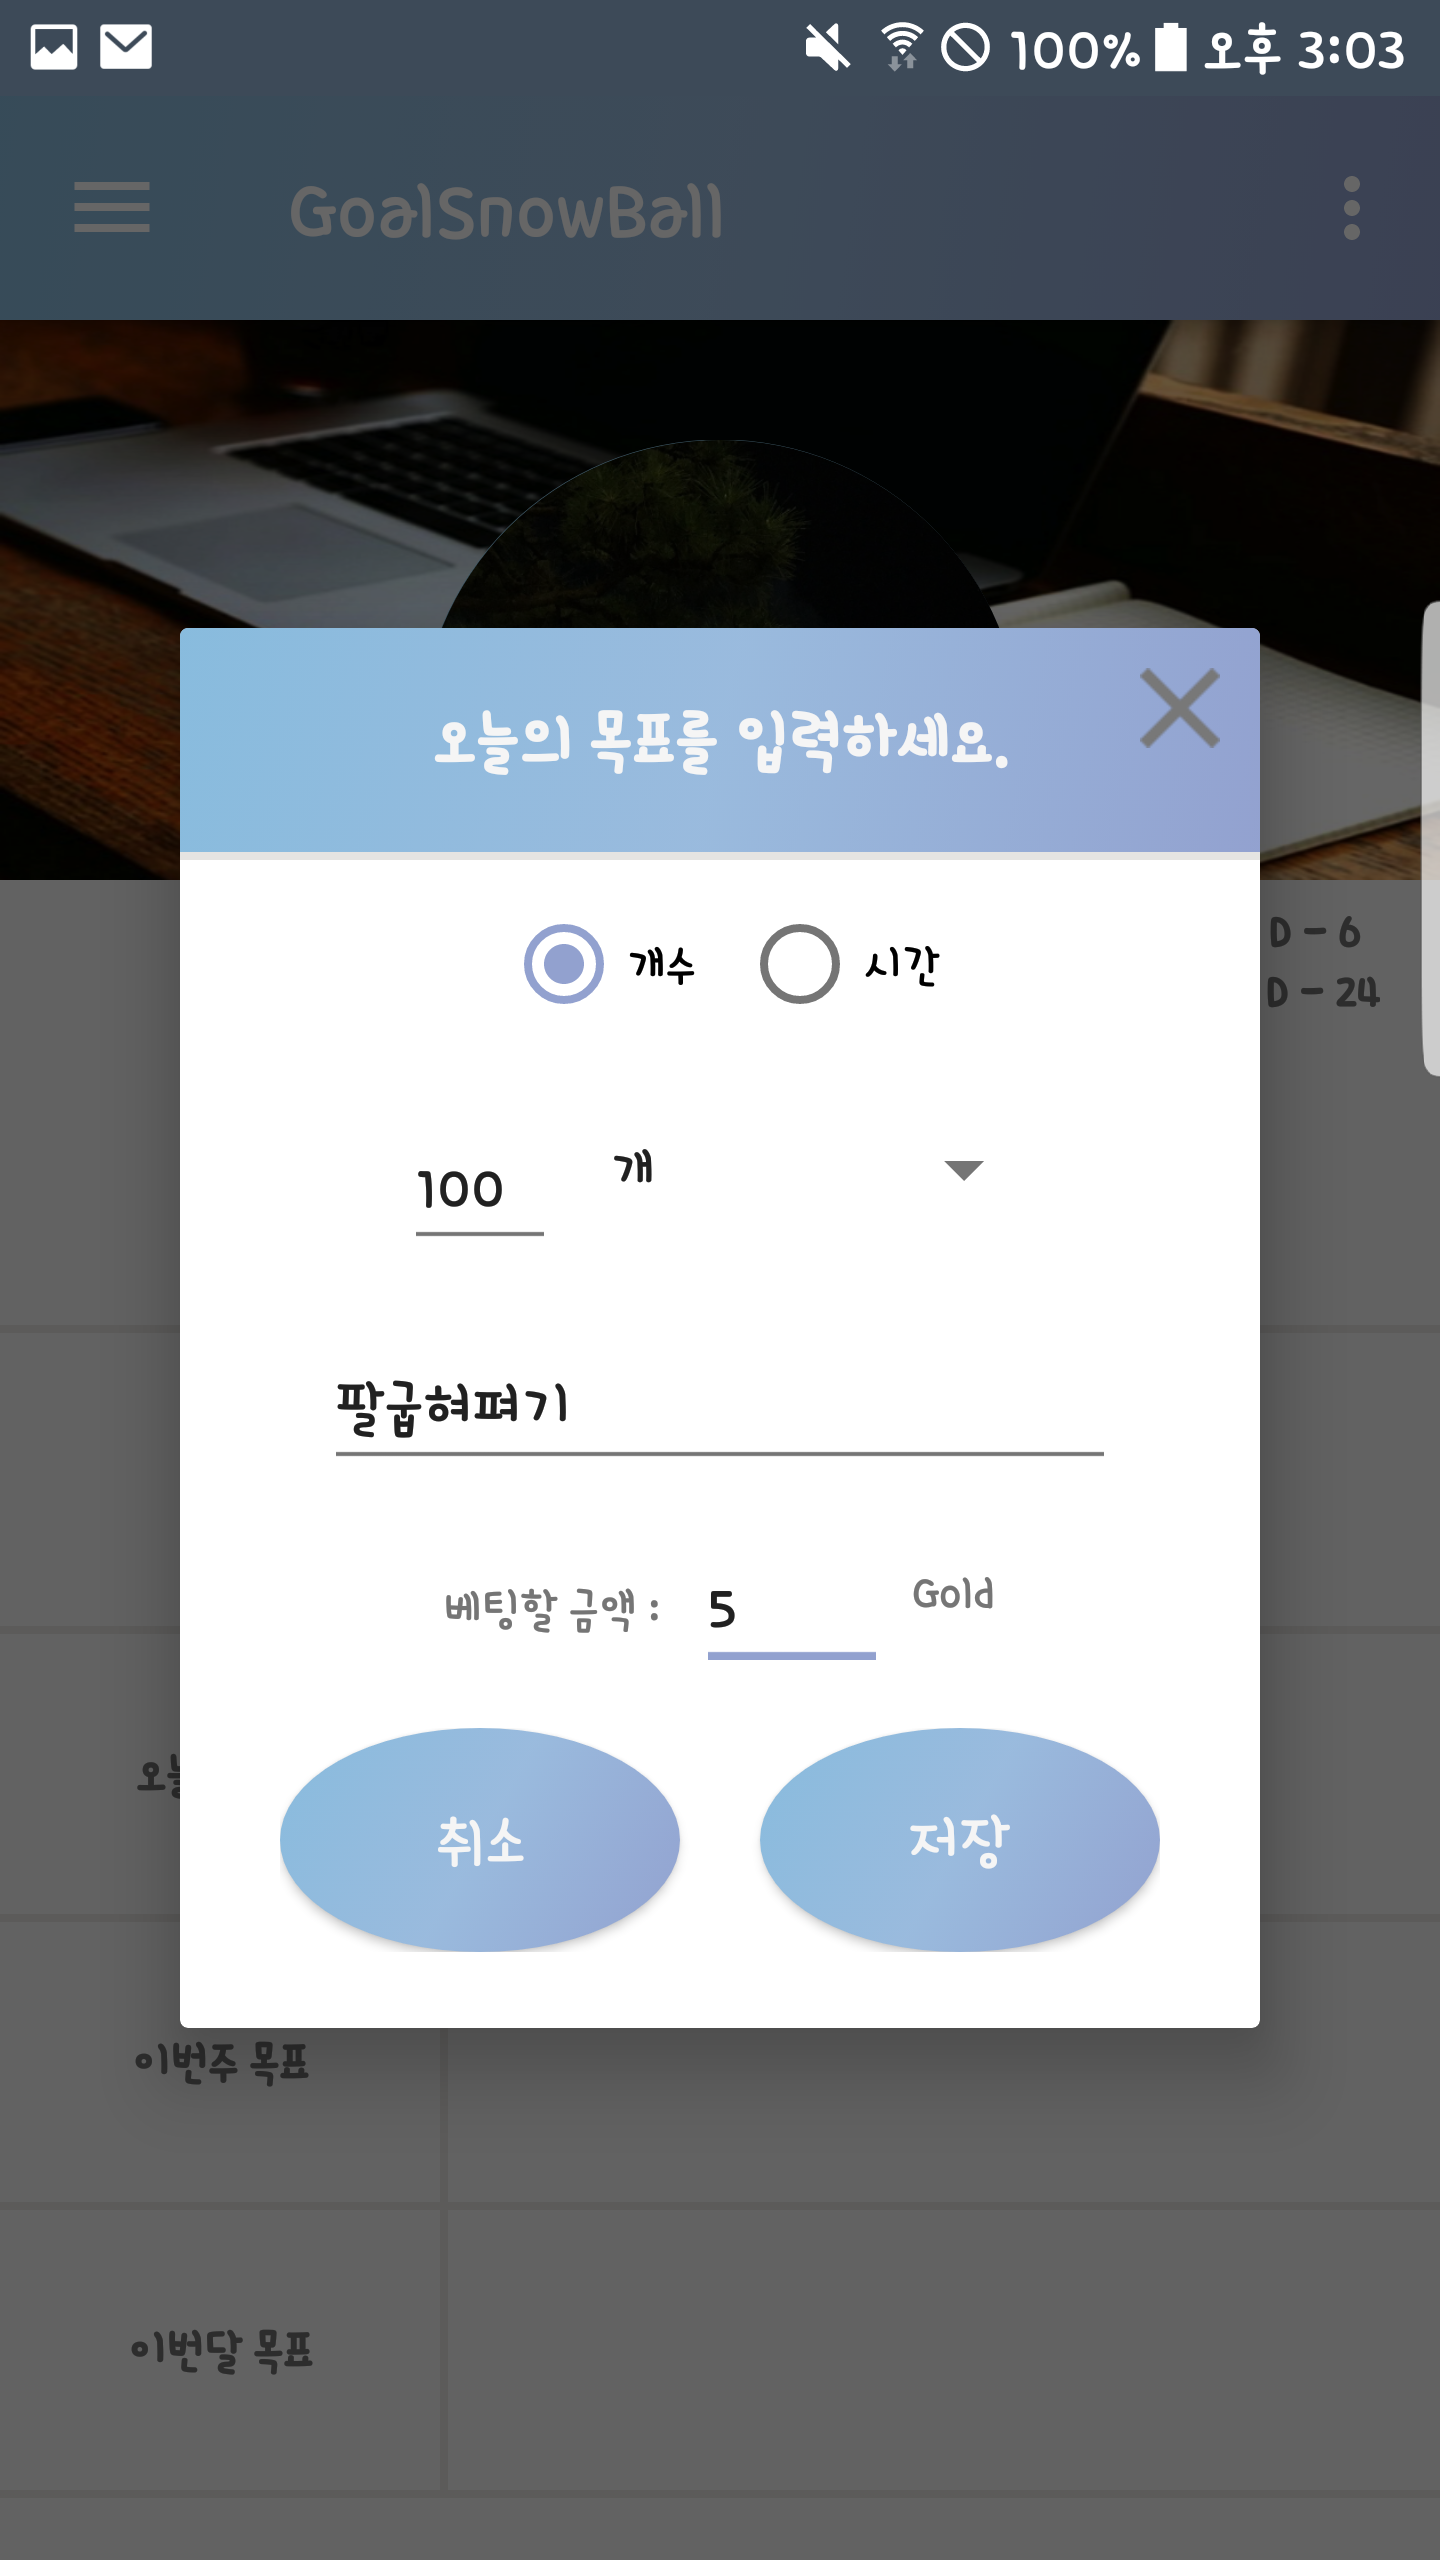 100% 오후 3:03
GoalSnowBall
오늘의 목표를 입력하세요.
D - 6
D - 24
개수 시간
100 개
팔굽혀펴기
베팅할 금액 : 5 Gold
취소 저장
이번주 목표
이번달 목표